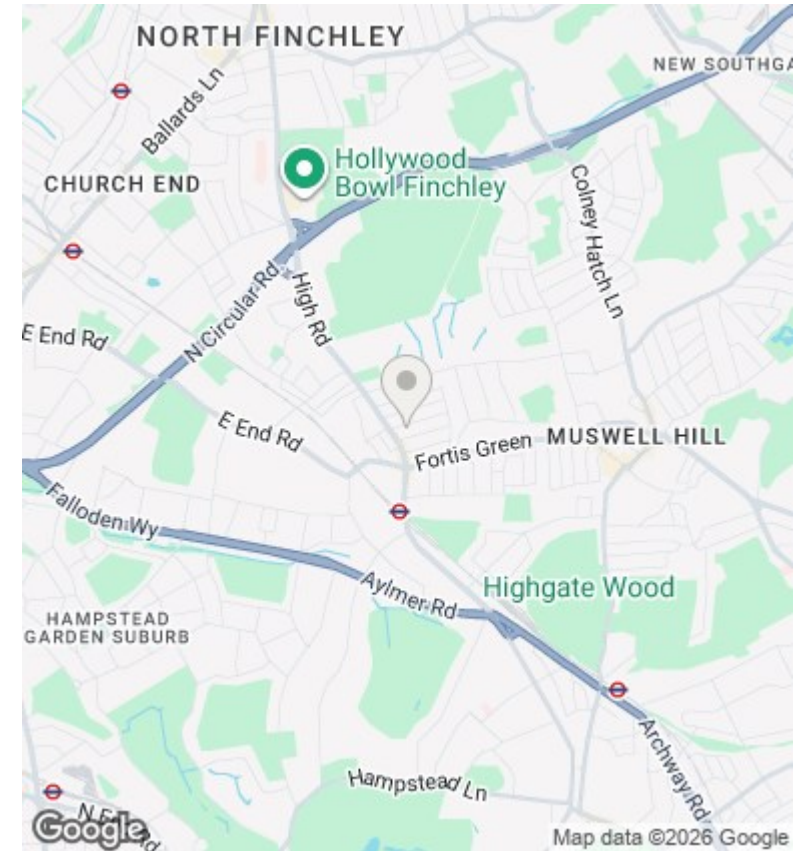 NORTH FINCHLEY
NEW SOUTHGA
Ballards Ln
Hollywood
Bowl Finchley
CHURCH END
Colney Hatch Ln
N Circular Rd
High Rd
E End Rd
E End Rd
Fortis Green
MUSWELL HILL
Falloden Wy
Aylmer Rd
Highgate Wood
HAMPSTEAD
GARDEN SUBURB
Archway Rd
Hampstead Ln
N End Rd
Google
Map data ©2026 Google